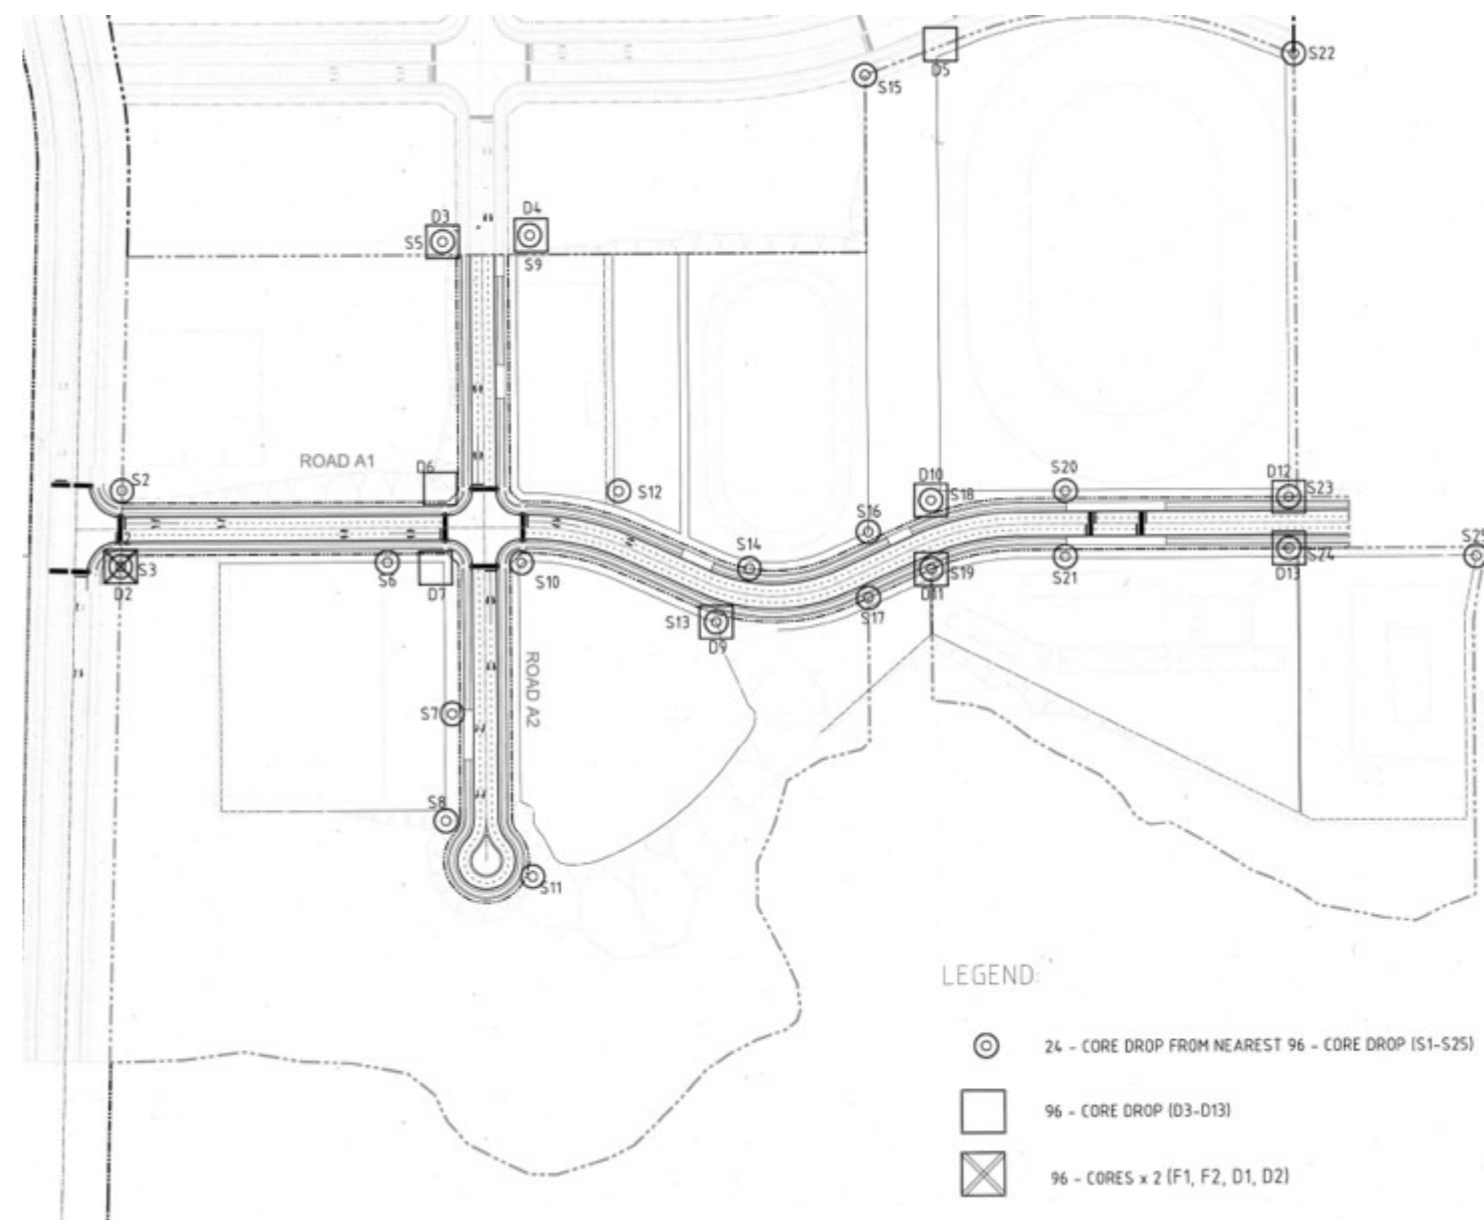 S22
D5
S15
D3
D4
S5
S9
ROAD A1
D6
S2
S12
D10
S18
S20
D12
S23
S16
S14
S3
D2
S6
D7
S10
S13
D9
S17
S19
D11
S21
S24
D13
S25
ROAD A2
S7
S8
S11
LEGEND:
24 - CORE DROP FROM NEAREST 96 - CORE DROP (S1-S25)
96 - CORE DROP (D3-D13)
96 - CORES x 2 (F1, F2, D1, D2)